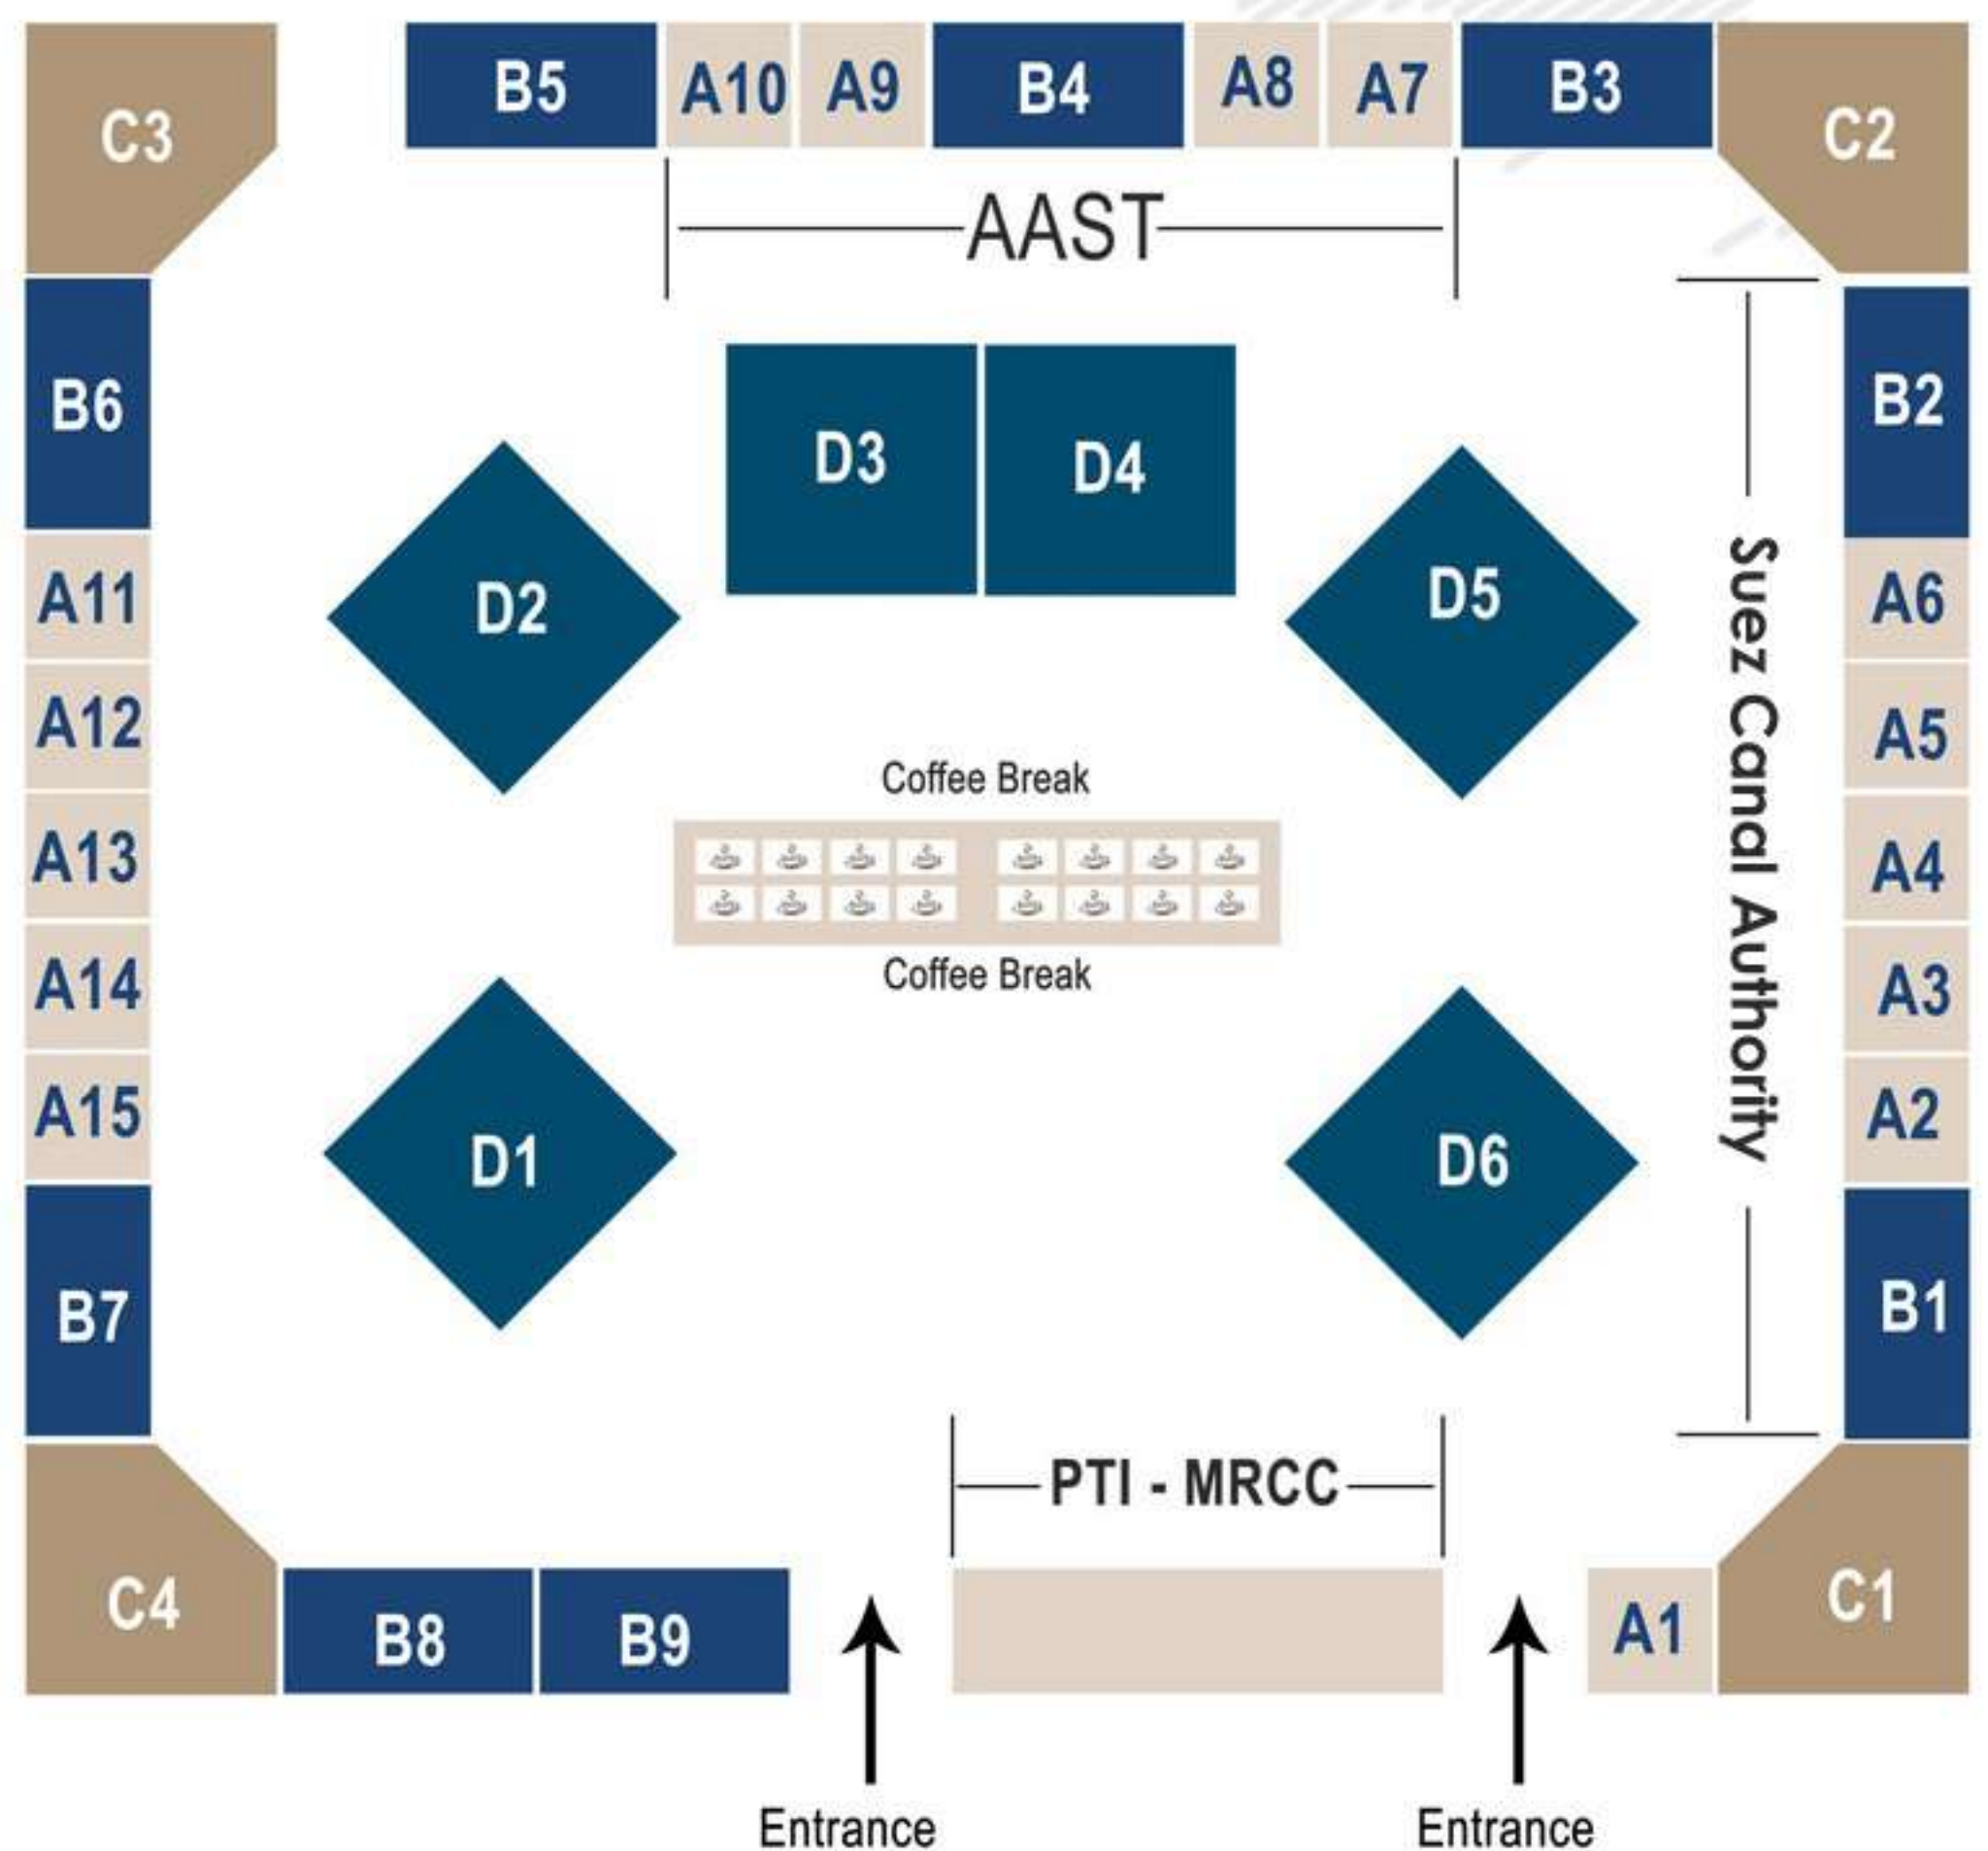 C3
B5
A10
A9
B4
A8
A7
B3
C2
AAST
B6
B2
D3
D4
D2
D5
A11
A6
A12
A5
Suez Canal Authority
Coffee Break
A13
A4
Coffee Break
A14
A3
A15
A2
D1
D6
B7
B1
PTI - MRCC
C4
B8
B9
A1
C1
Entrance
Entrance